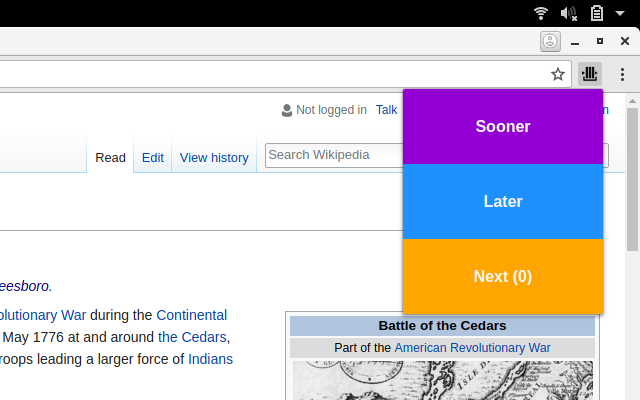 Not logged in Talk
Sooner
Read Edit View history Search Wikipedia
Later
eesboro.
Next (0)
olutionary War during the Continental
May 1776 at and around the Cedars,
roops leading a larger force of Indians
Battle of the Cedars
Part of the American Revolutionary War
ISLE DE